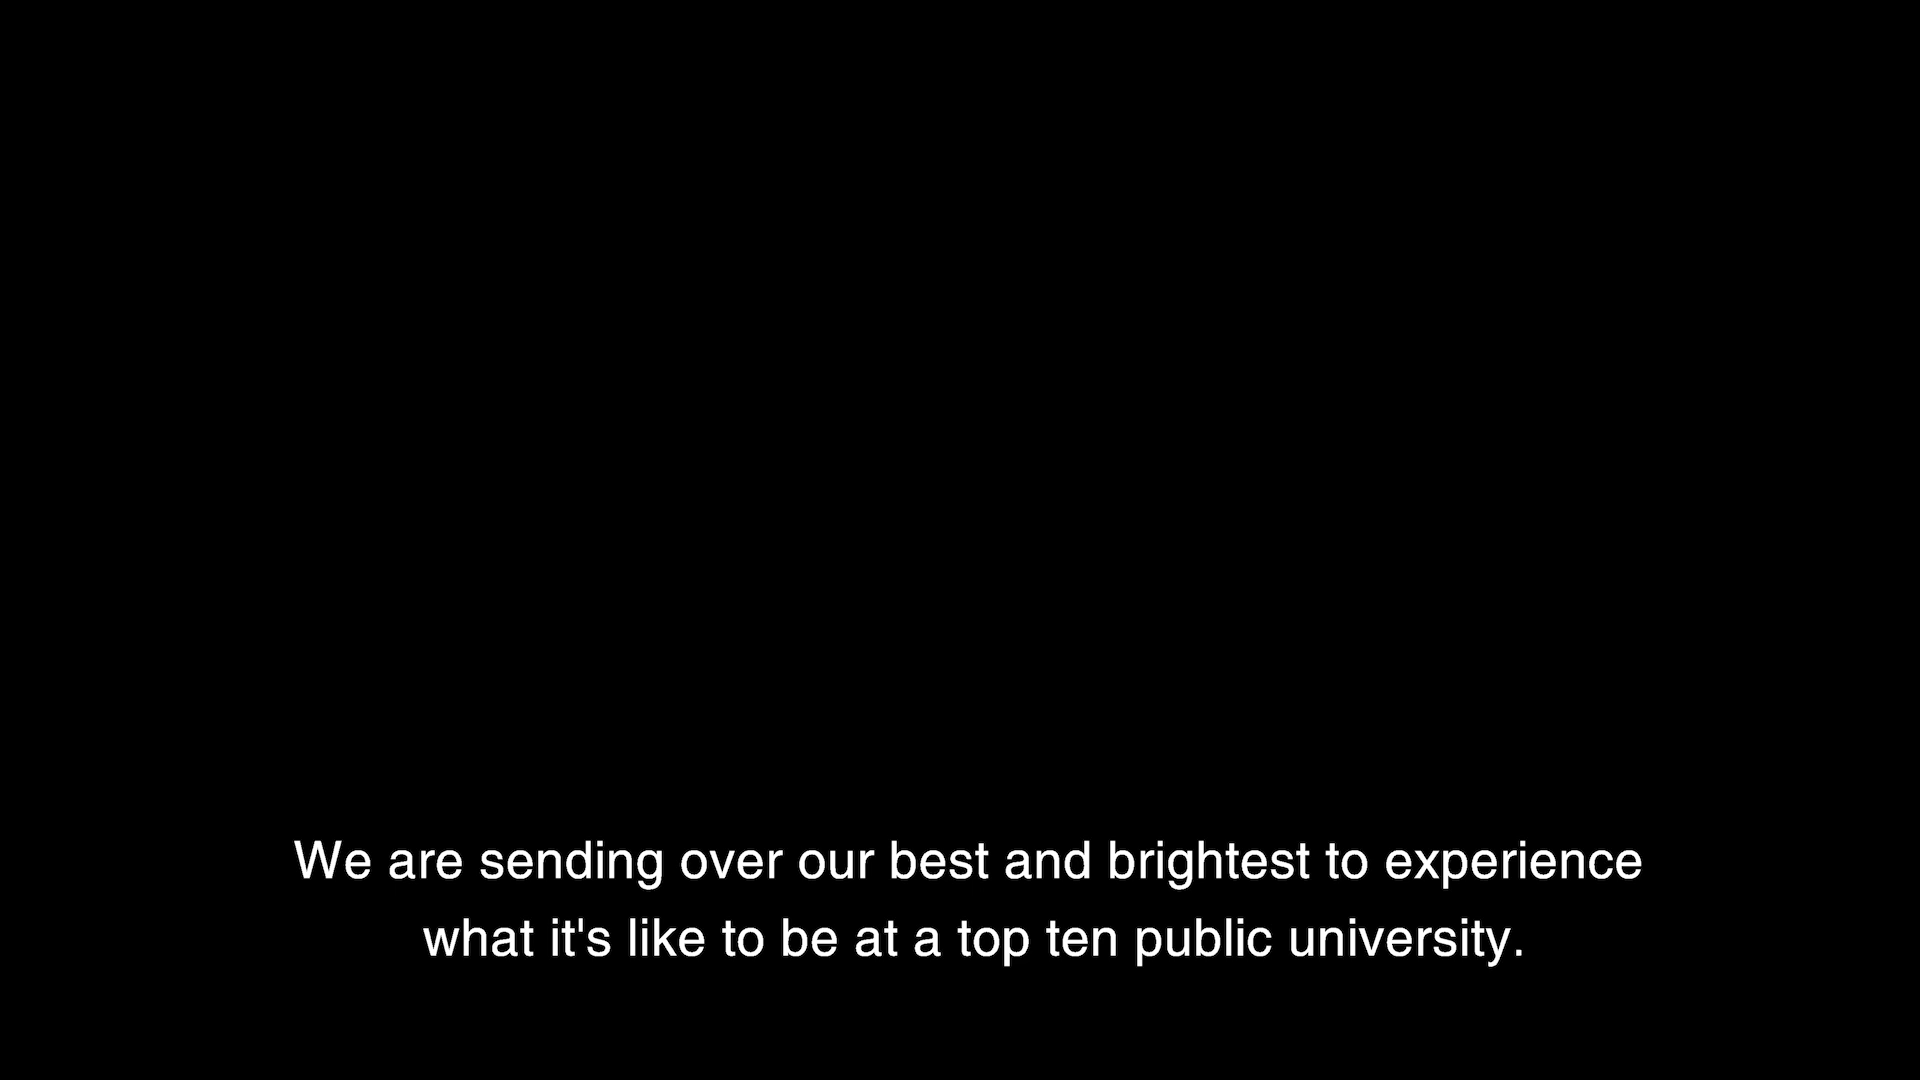 We are sending over our best and brightest to experience
what it's like to be at a top ten public university.